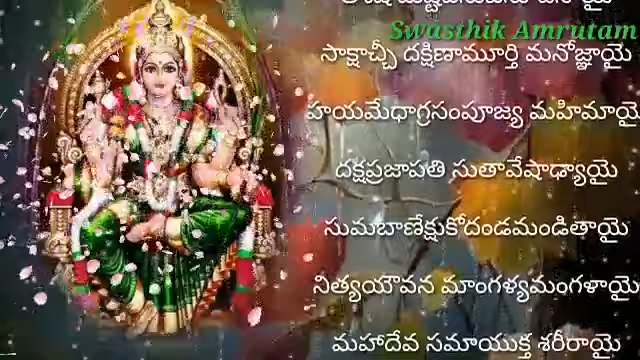 Swasthik Amrutam
సాక్షాచ్ఛ్రీ దక్షిణామూర్తి మనోజ్ఞాయై
హయమేధాగ్రసంపూజ్య మహిమాయై
దక్షప్రజాపతి సుతావేషాఢ్యాయై
సుమబాణేక్షుకోదండమండితాయై
నిత్యయౌవన మాంగళ్యమంగళాయై
మహాదేవ సమాయుక్త శరీరాయై